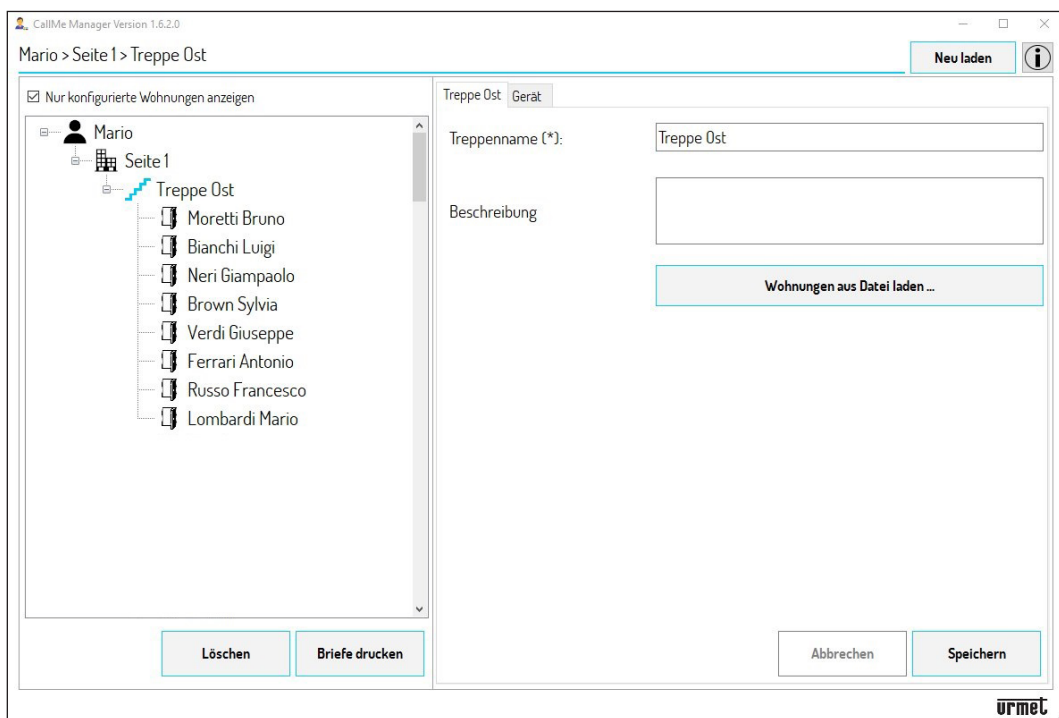 CallMe Manager Version 1.6.2.0
Mario > Seite 1 > Treppe Ost
Neu laden
Nur konfigurierte Wohnungen anzeigen
Mario
Seite 1
Treppe Ost
Moretti Bruno
Bianchi Luigi
Neri Giampaolo
Brown Sylvia
Verdi Giuseppe
Ferrari Antonio
Russo Francesco
Lombardi Mario
Löschen
Briefe drucken
Treppe Ost
Gerät
Treppenname (*):
Treppe Ost
Beschreibung
Wohnungen aus Datei laden ...
Abbrechen
Speichern
urmet